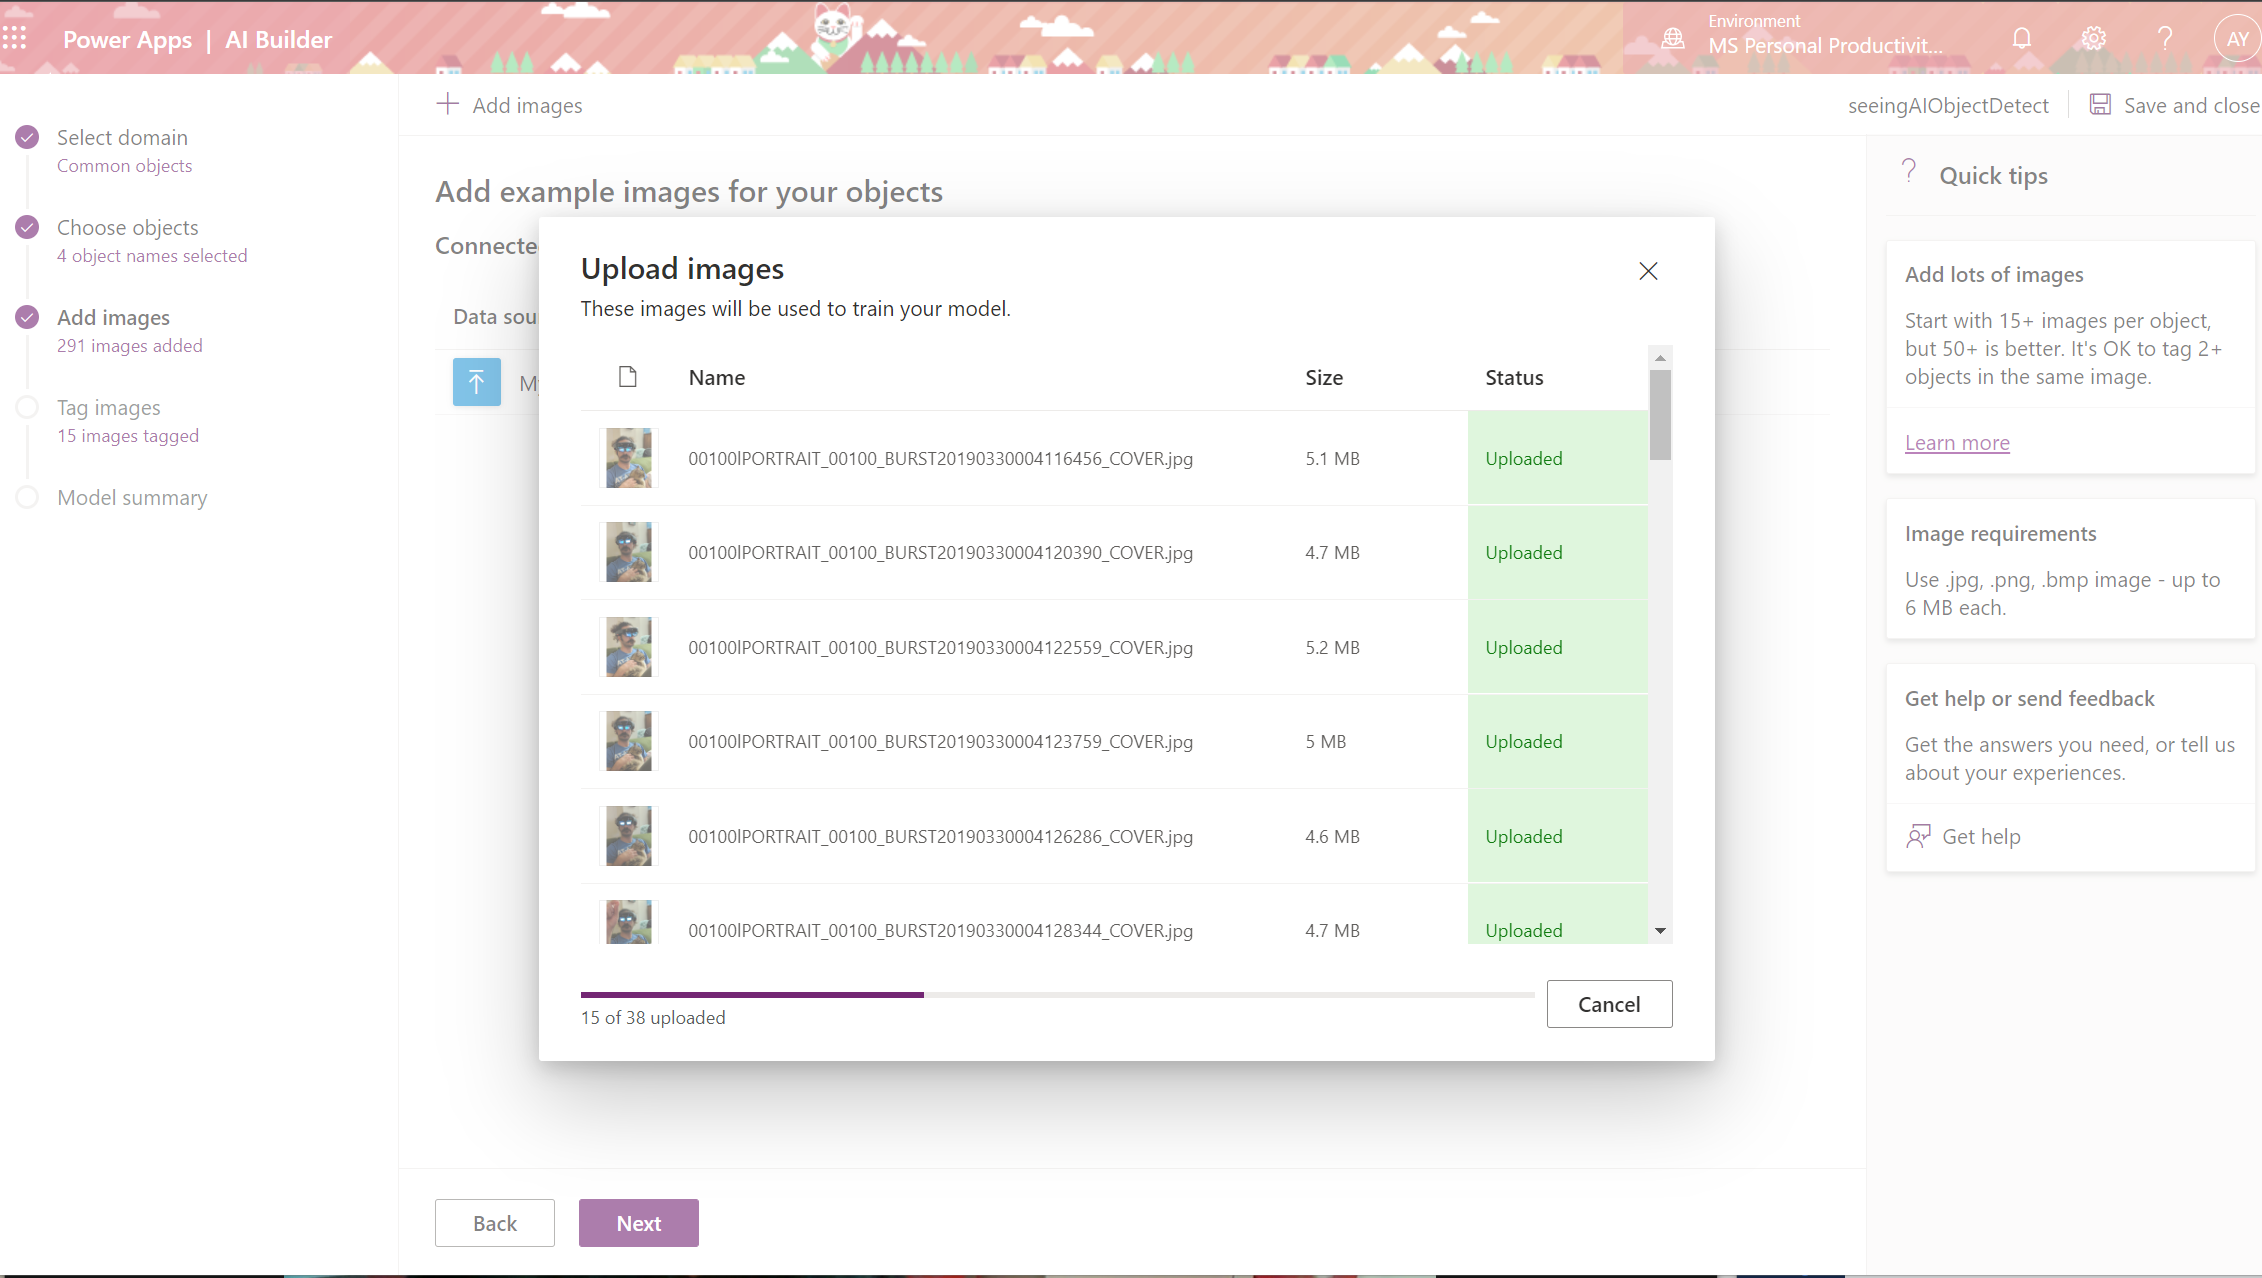 Power Apps | AI Builder
Environment
MS Personal Productivit...
AY
Add images
seeingAIObjectDetect
Save and close
Select domain
Common objects
Choose objects
4 object names selected
Add images
291 images added
Tag images
15 images tagged
Model summary
Add example images for your objects
Connecte
Data sou
My
Upload images
These images will be used to train your model.
Name Size Status
00100lPORTRAIT_00100_BURST20190330004116456_COVER.jpg 5.1 MB Uploaded
00100lPORTRAIT_00100_BURST20190330004120390_COVER.jpg 4.7 MB Uploaded
00100lPORTRAIT_00100_BURST20190330004122559_COVER.jpg 5.2 MB Uploaded
00100lPORTRAIT_00100_BURST20190330004123759_COVER.jpg 5 MB Uploaded
00100lPORTRAIT_00100_BURST20190330004126286_COVER.jpg 4.6 MB Uploaded
00100lPORTRAIT_00100_BURST20190330004128344_COVER.jpg 4.7 MB Uploaded
15 of 38 uploaded
Cancel
Back
Next
Quick tips
Add lots of images
Start with 15+ images per object,
but 50+ is better. It's OK to tag 2+
objects in the same image.
Learn more
Image requirements
Use .jpg, .png, .bmp image - up to
6 MB each.
Get help or send feedback
Get the answers you need, or tell us
about your experiences.
Get help